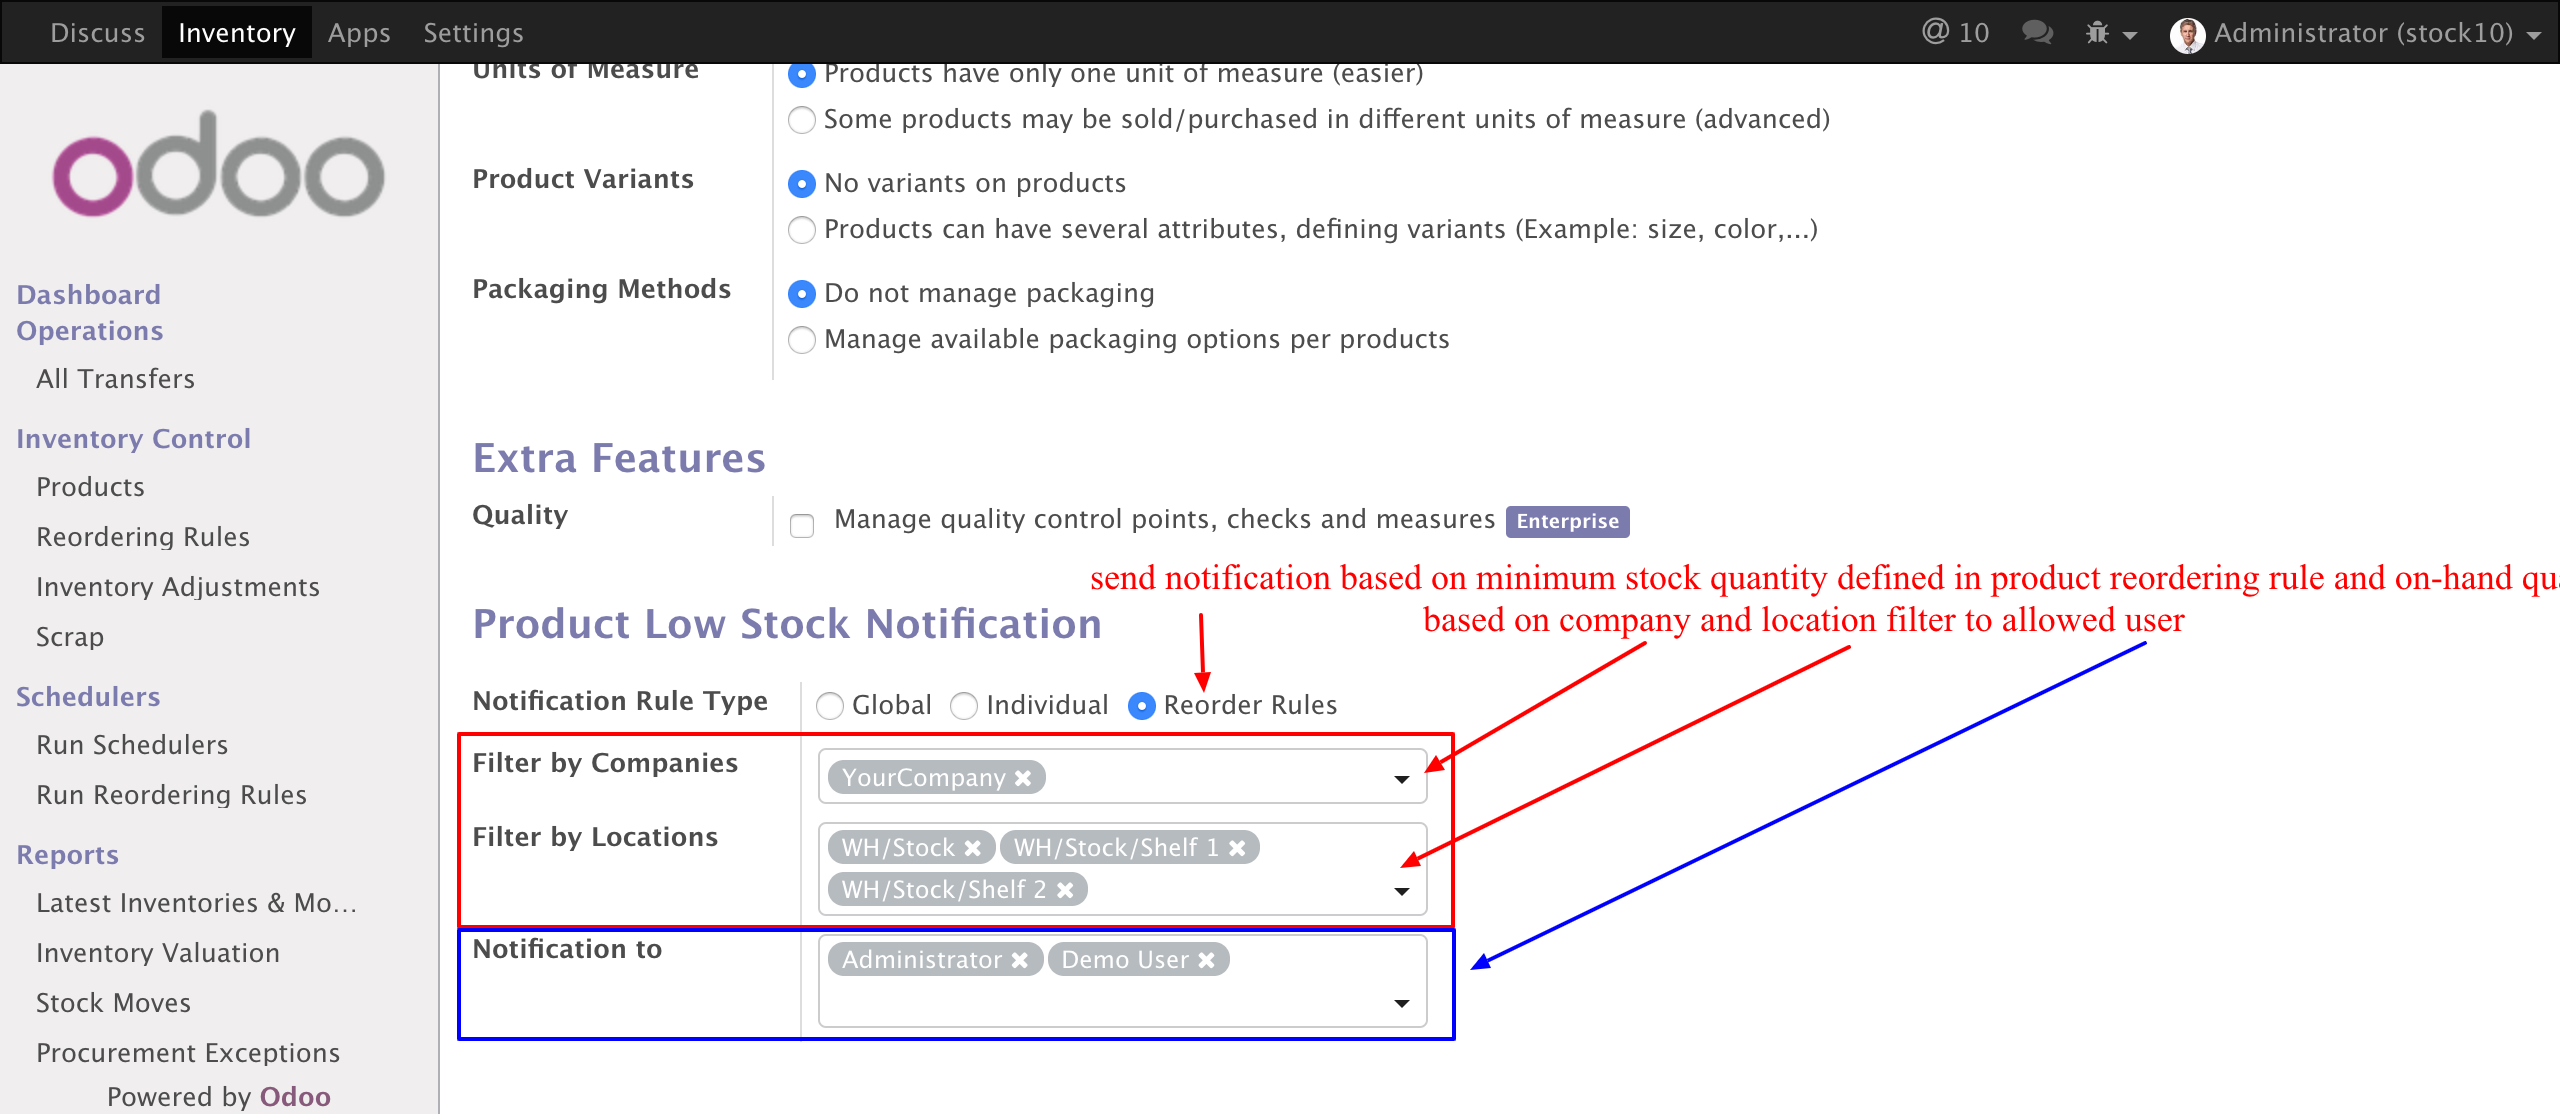 Discuss Inventory Apps Settings @ 10 Administrator (stock10)
odoo
Dashboard
Operations
All Transfers
Inventory Control
Products
Reordering Rules
Inventory Adjustments
Scrap
Schedulers
Run Schedulers
Run Reordering Rules
Reports
Latest Inventories & Mo...
Inventory Valuation
Stock Moves
Procurement Exceptions
Powered by Odoo
Units of Measure
Products have only one unit of measure (easier)
Some products may be sold/purchased in different units of measure (advanced)
Product Variants
No variants on products
Products can have several attributes, defining variants (Example: size, color,...)
Packaging Methods
Do not manage packaging
Manage available packaging options per products
Extra Features
Quality
Manage quality control points, checks and measures Enterprise
send notification based on minimum stock quantity defined in product reordering rule and on-hand
based on company and location filter to allowed user
Product Low Stock Notification
Notification Rule Type
Global Individual Reorder Rules
Filter by Companies
YourCompany
Filter by Locations
WH/Stock WH/Stock/Shelf 1
WH/Stock/Shelf 2
Notification to
Administrator Demo User